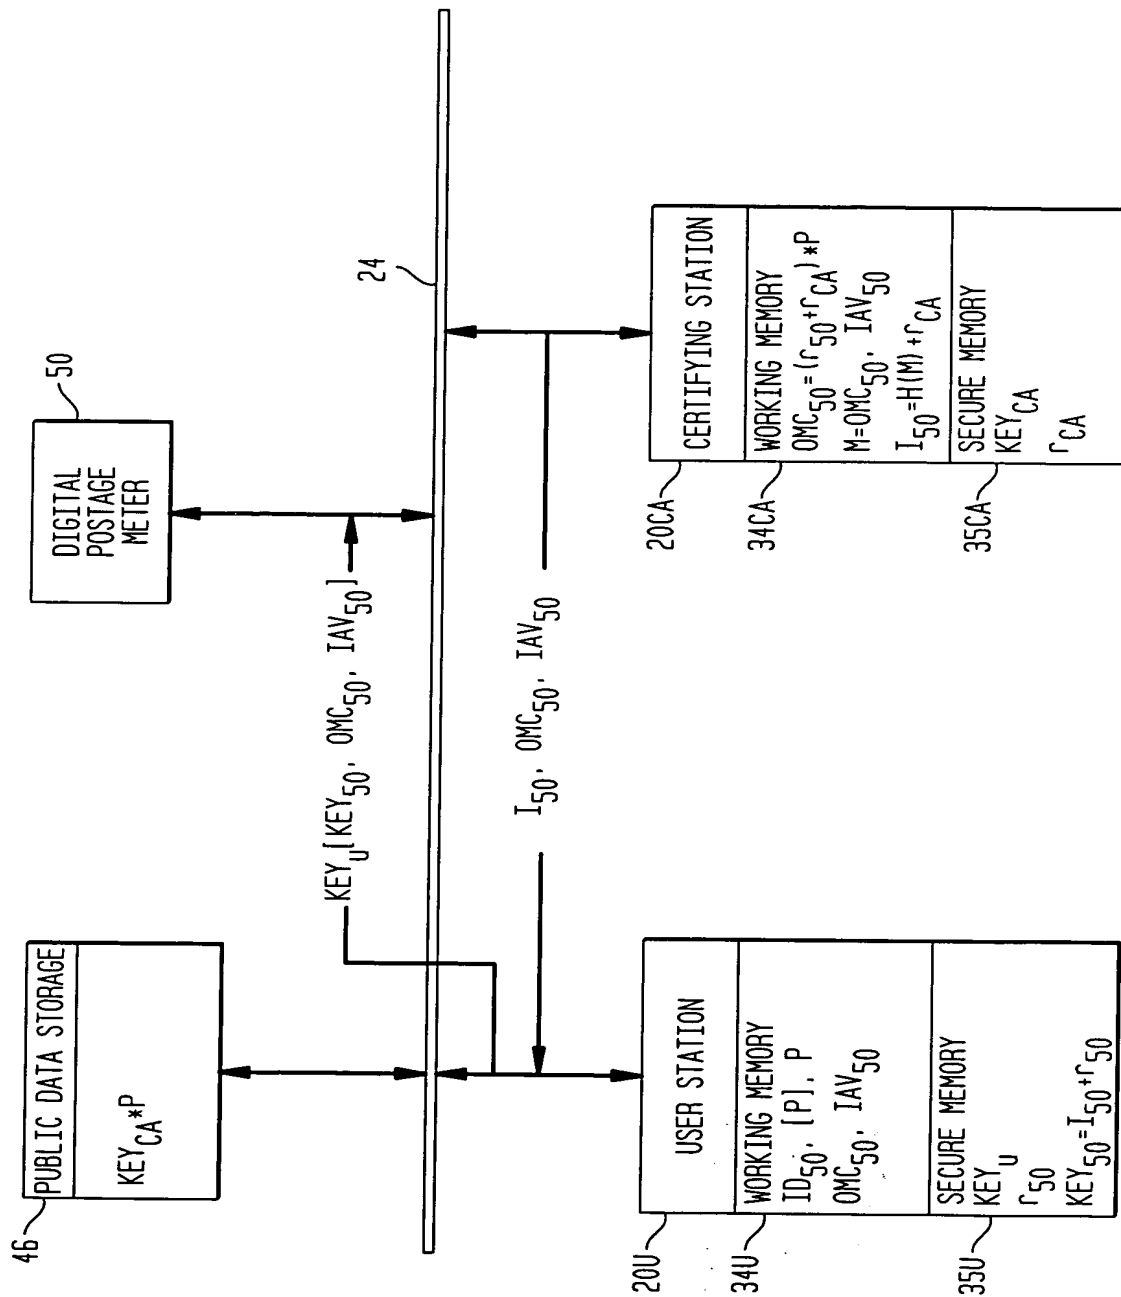 46
PUBLIC DATA STORAGE
KEY_CA*P
50
DIGITAL
POSTAGE
METER
KEY_u[KEY_50, OMC_50, IAV_50]
24
I_50, OMC_50, IAV_50
20U
USER STATION
34U
WORKING MEMORY
ID_50, [P], P
OMC_50, IAV_50
35U
SECURE MEMORY
KEY_u
r_50
KEY_50=I_50+r_50
20CA
CERTIFYING STATION
34CA
WORKING MEMORY
OMC_50=(r_50+r_CA)*P
M=OMC_50, IAV_50
I_50=H(M)+r_CA
35CA
SECURE MEMORY
KEY_CA
r_CA